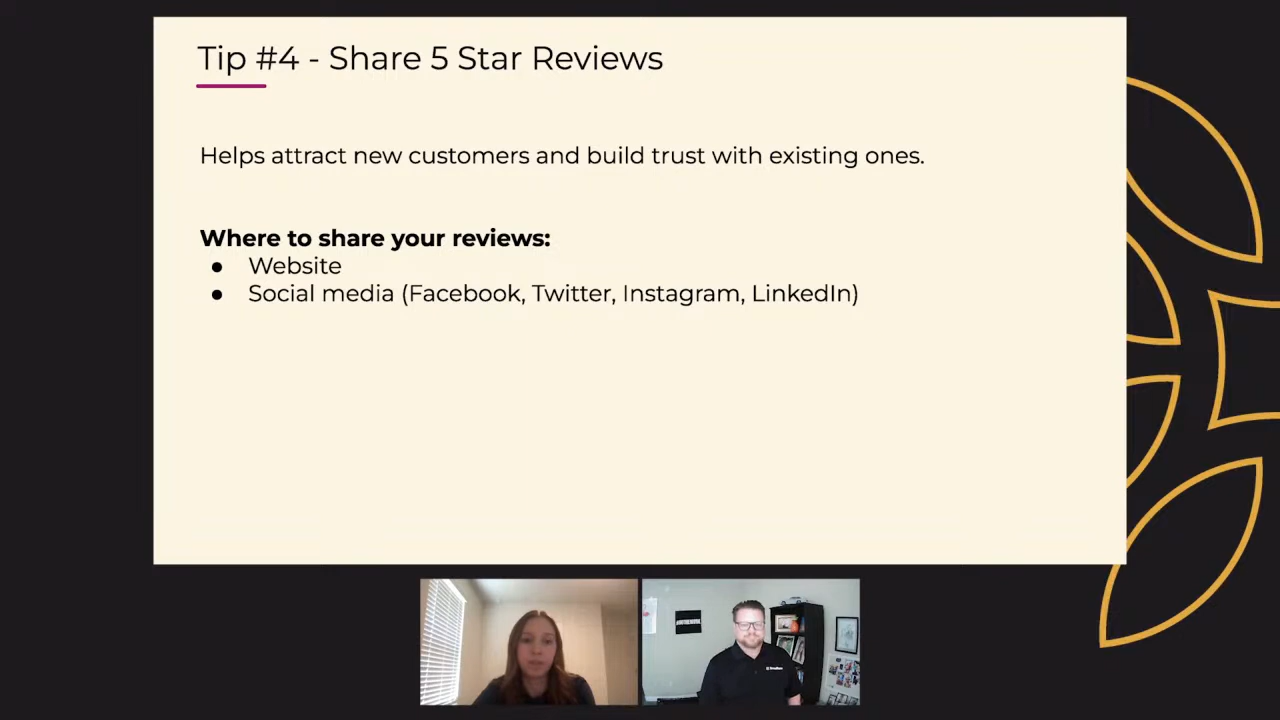 Tip #4 - Share 5 Star Reviews
Helps attract new customers and build trust with existing ones.
Where to share your reviews:
● Website
● Social media (Facebook, Twitter, Instagram, LinkedIn)